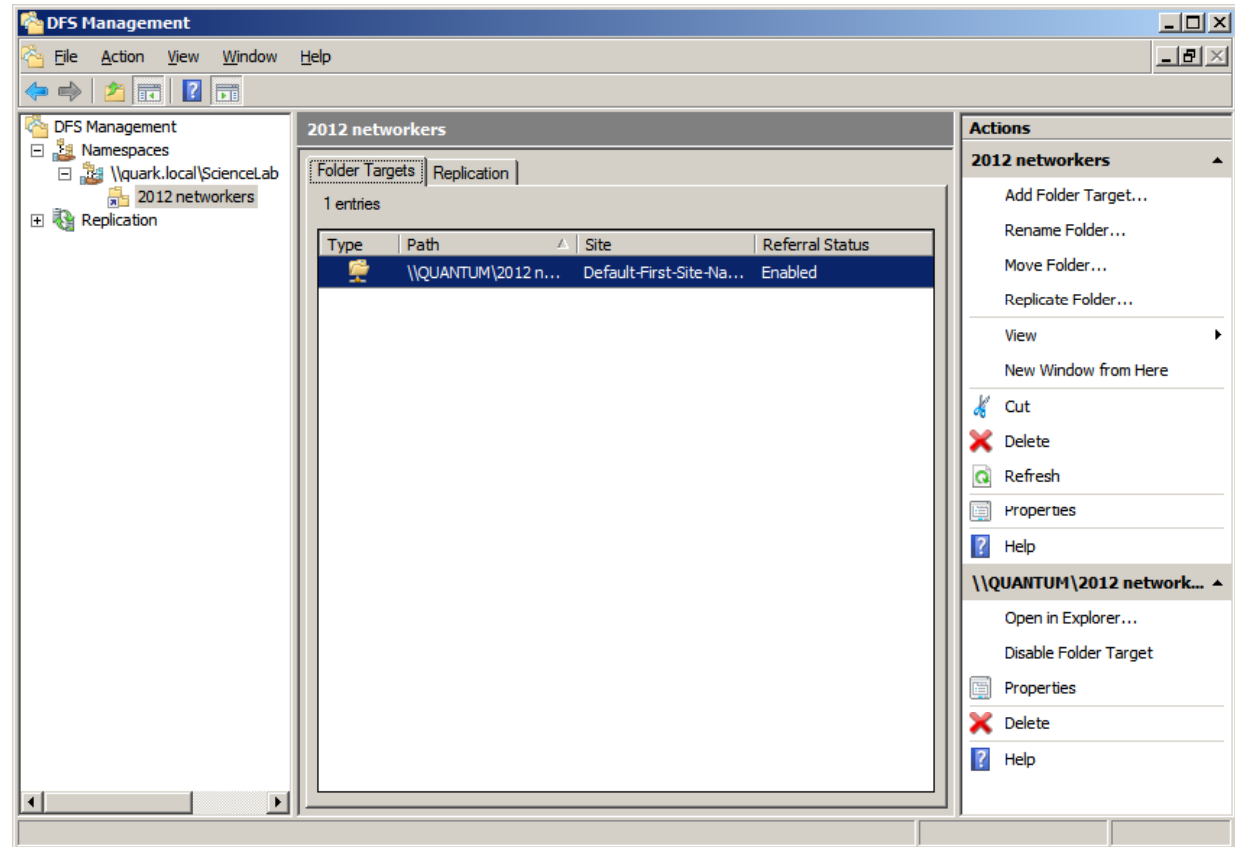 DFS Management
File Action View Window Help
DFS Management
Namespaces
\\quark.local\ScienceLab
2012 networkers
Replication
2012 networkers
Folder Targets Replication
1 entries
Type Path Site Referral Status
\\QUANTUM\2012 n... Default-First-Site-Na... Enabled
Actions
2012 networkers
Add Folder Target...
Rename Folder...
Move Folder...
Replicate Folder...
View
New Window from Here
Cut
Delete
Refresh
Properties
Help
\\QUANTUM\2012 network...
Open in Explorer...
Disable Folder Target
Properties
Delete
Help